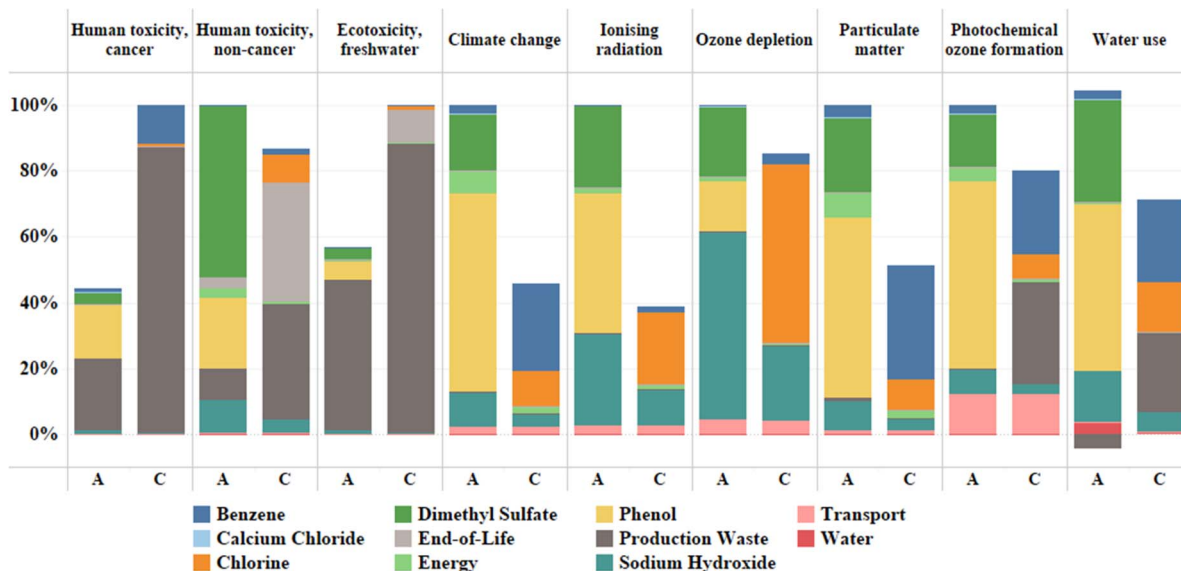 Human toxicity,
cancer
Human toxicity,
non-cancer
Ecotoxicity,
freshwater
Climate change
Ionising
radiation
Ozone depletion
Particulate
matter
Photochemical
ozone formation
Water use
100%
80%
60%
40%
20%
0%
A C A C A C A C A C A C A C A C A C
Benzene Dimethyl Sulfate Phenol Transport
Calcium Chloride End-of-Life Production Waste Water
Chlorine Energy Sodium Hydroxide